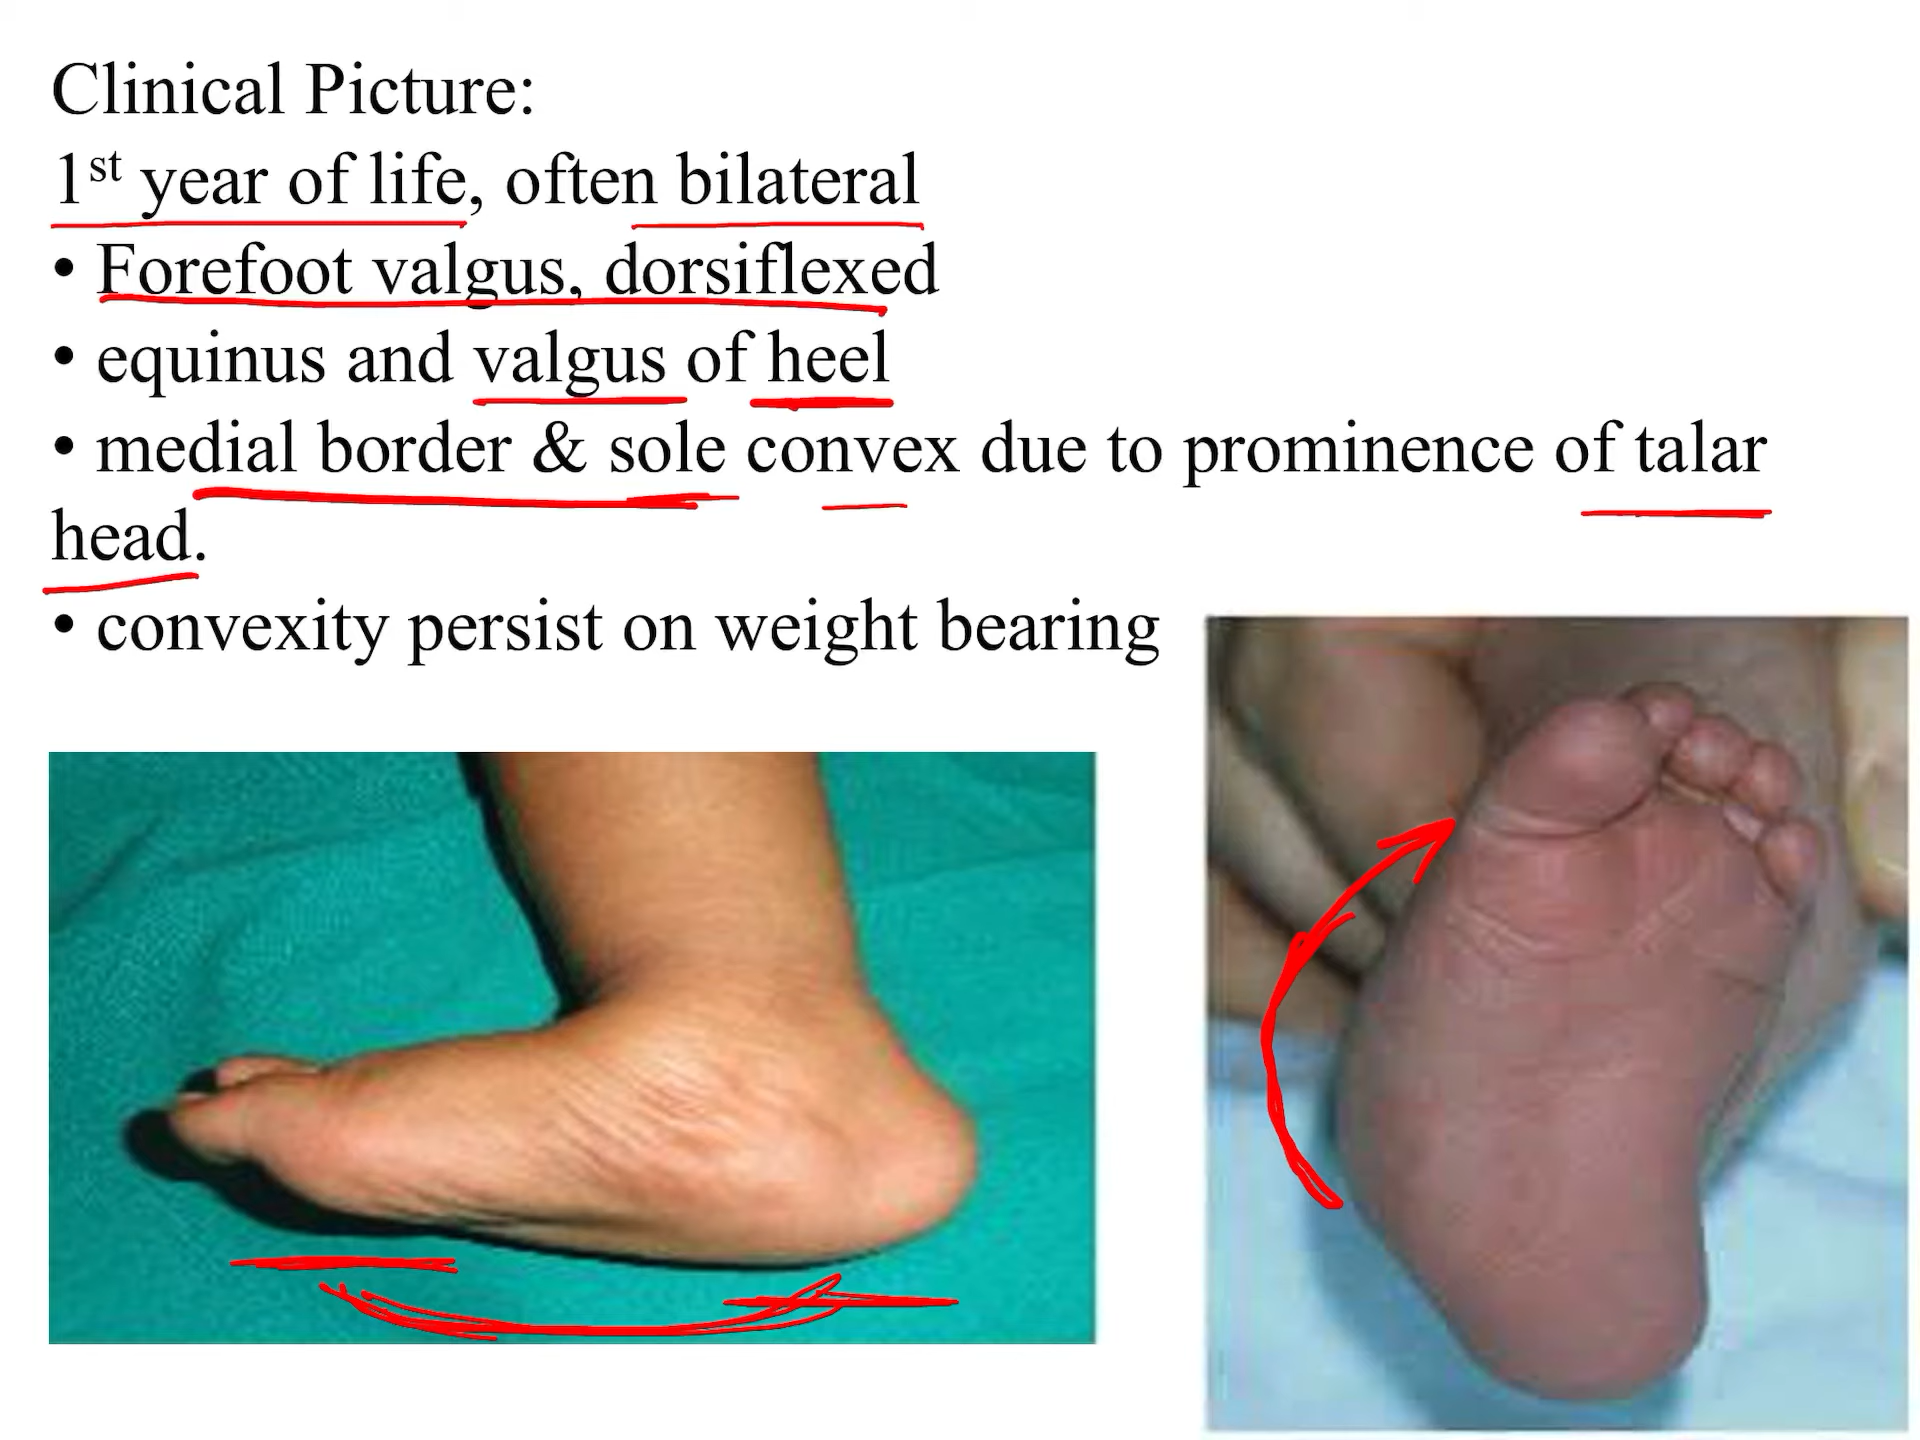 Clinical Picture:
1st year of life, often bilateral
• Forefoot valgus, dorsiflexed
• equinus and valgus of heel
• medial border & sole convex due to prominence of talar
head.
• convexity persist on weight bearing